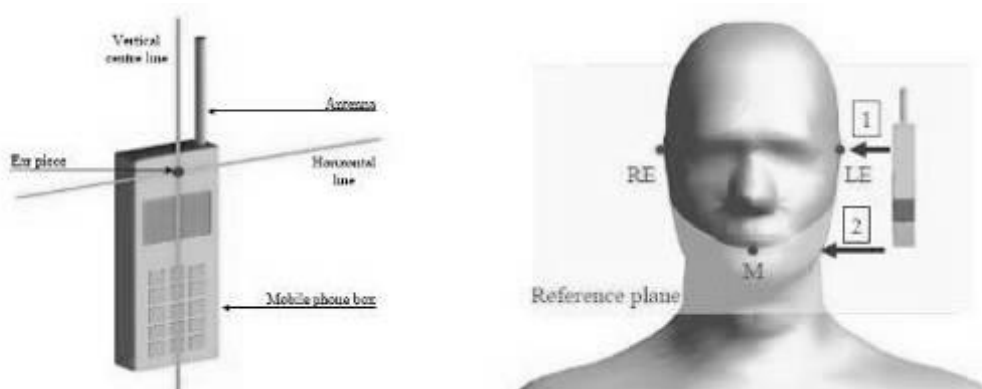 Vertical
centre line
Antenna
Ear piece
Horizontal
line
Mobile phone box
1
RE
LE
2
M
Reference plane